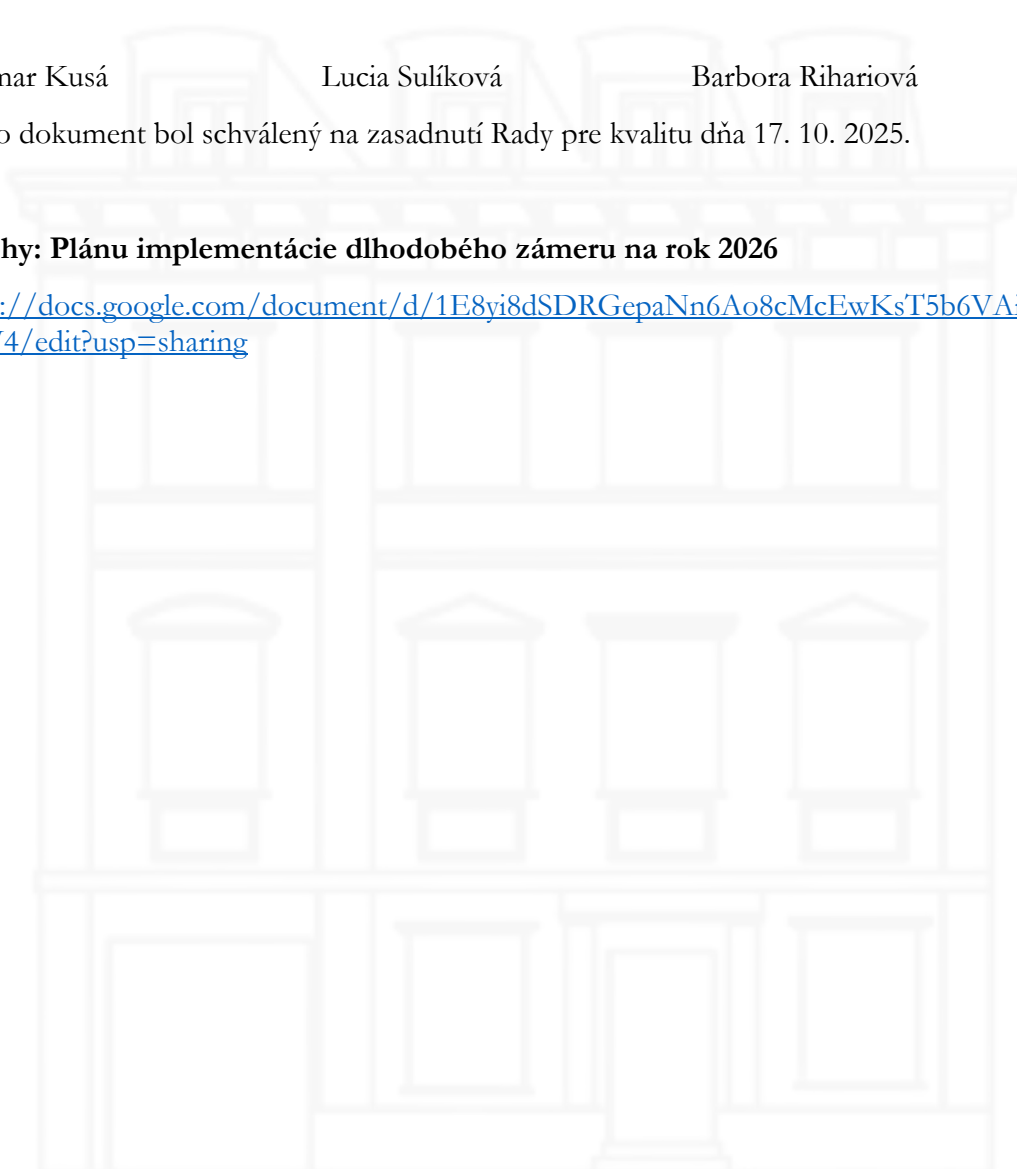 nar Kusá Lucia Sulíková Barbora Rihariová
o dokument bol schválený na zasadnutí Rady pre kvalitu dňa 17. 10. 2025.
hy: Plánu implementácie dlhodobého zámeru na rok 2026
://docs.google.com/document/d/1E8yi8dSDRGepaNn6Ao8cMcEwKsT5b6VA
4/edit?usp=sharing